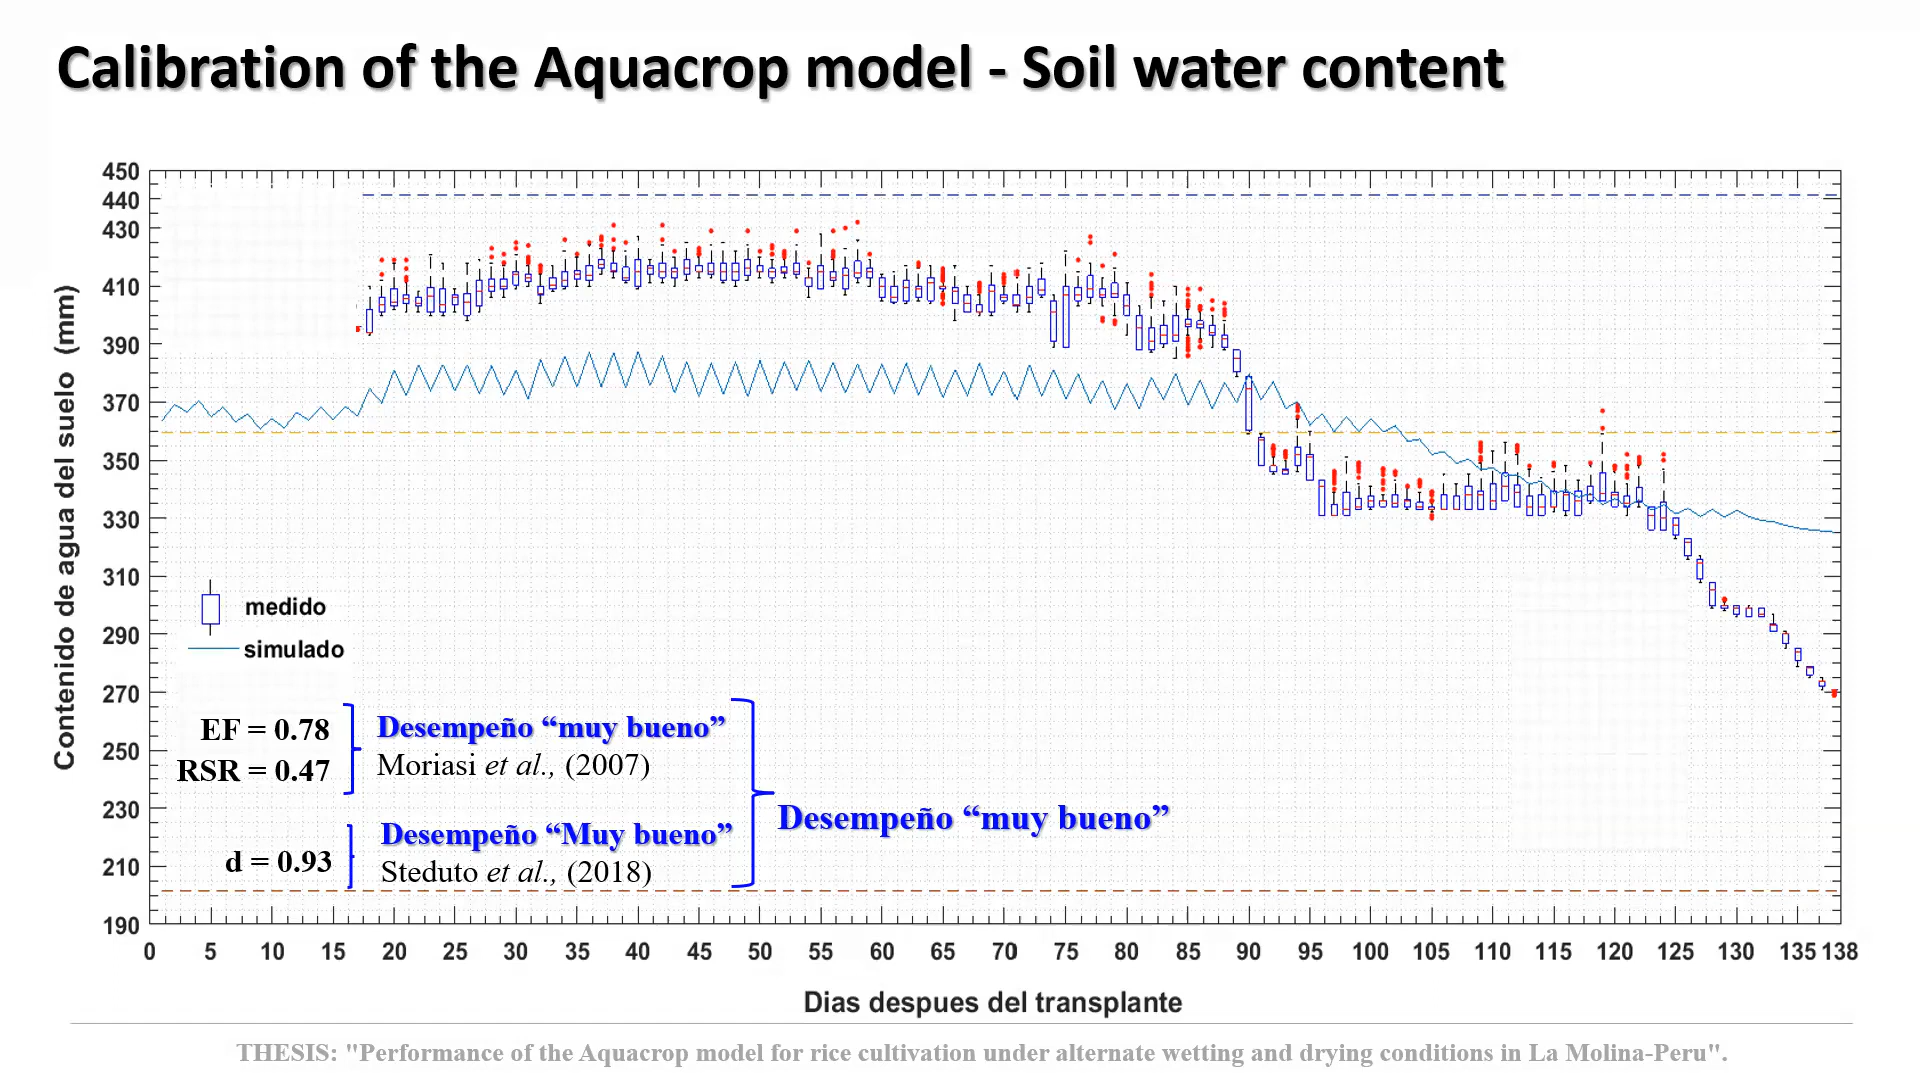 Calibration of the Aquacrop model - Soil water content
450
440
430
410
390
370
350
330
310
290
270
250
230
210
190
Contenido de agua del suelo (mm)
medido
simulado
EF = 0.78
RSR = 0.47
Desempeño “muy bueno”
Moriasi et al., (2007)
d = 0.93
Desempeño “Muy bueno”
Steduto et al., (2018)
Desempeño “muy bueno”
0 5 10 15 20 25 30 35 40 45 50 55 60 65 70 75 80 85 90 95 100 105 110 115 120 125 130 135 138
Dias despues del transplante
THESIS: "Performance of the Aquacrop model for rice cultivation under alternate wetting and drying conditions in La Molina-Peru".